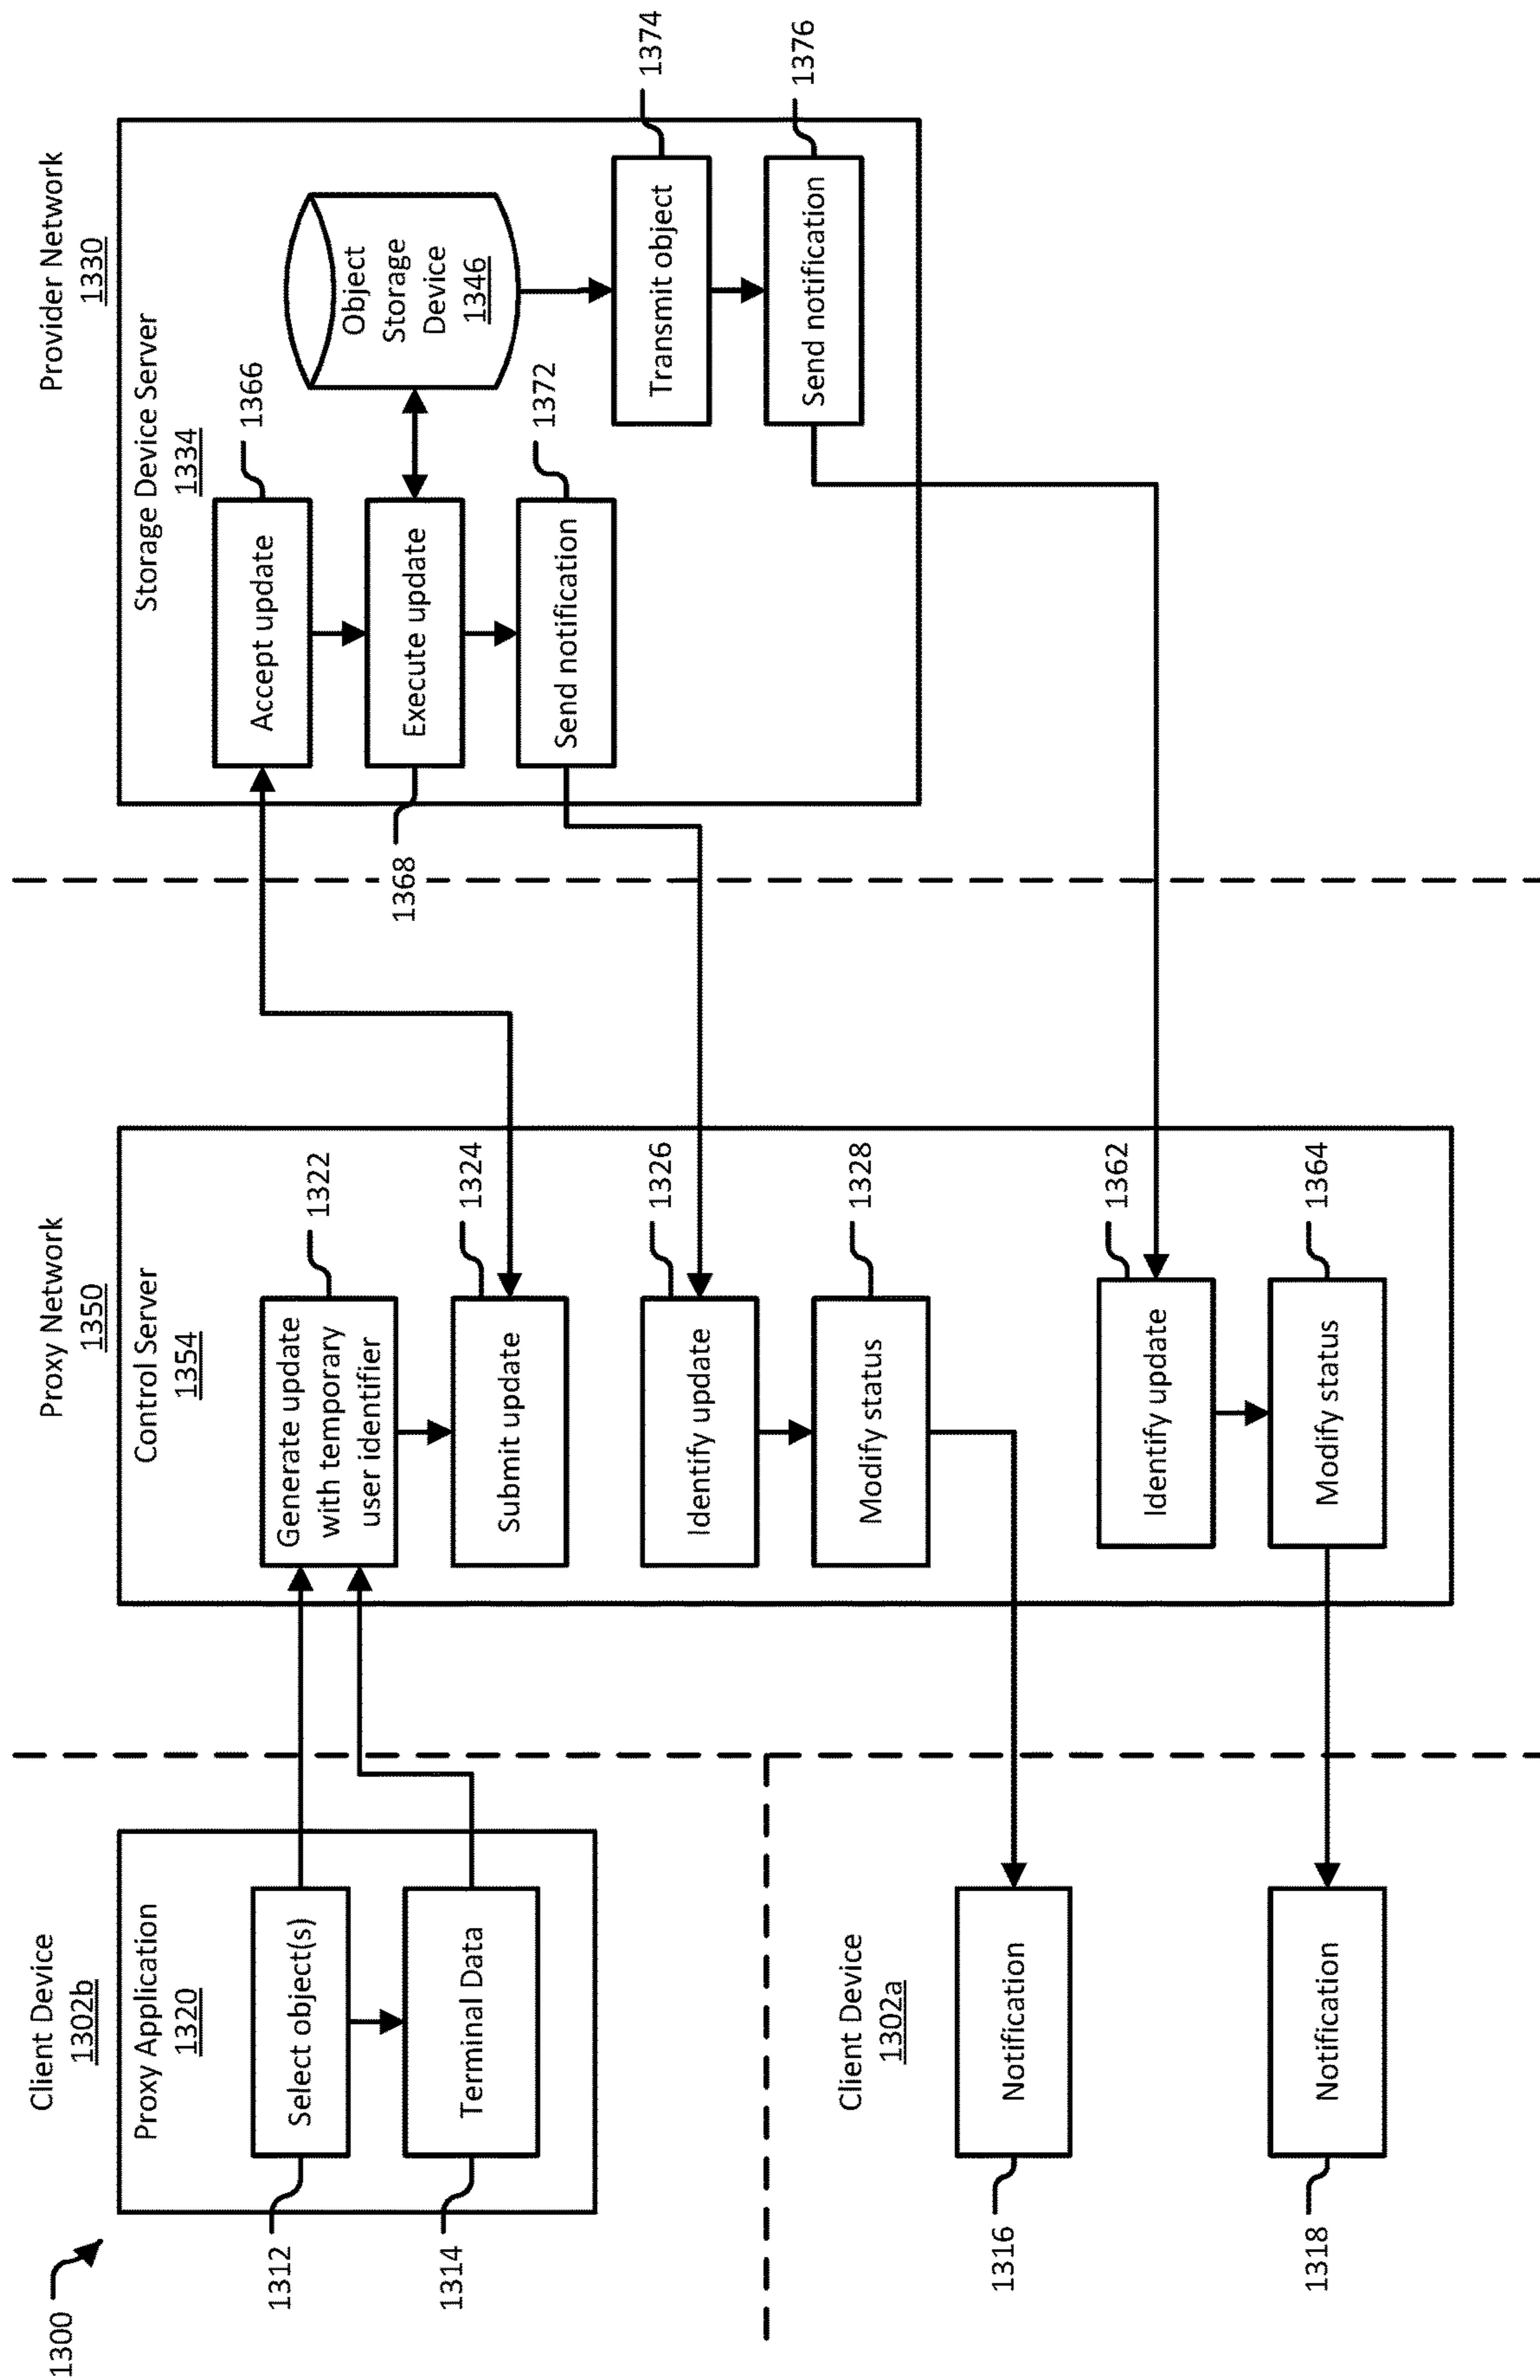 1300
Client Device
1302b
Proxy Application
1320
Select object(s)
1312
Terminal Data
1314
Client Device
1302a
Notification
1316
Notification
1318
Proxy Network
1350
Control Server
1354
Generate update
with temporary
user identifier
1322
Submit update
1324
Identify update
1326
Modify status
1328
Identify update
1362
Modify status
1364
Provider Network
1330
Storage Device Server
1334
Accept update
1366
Execute update
1368
Send notification
1372
Object
Storage
Device
1346
Transmit object
1374
Send notification
1376